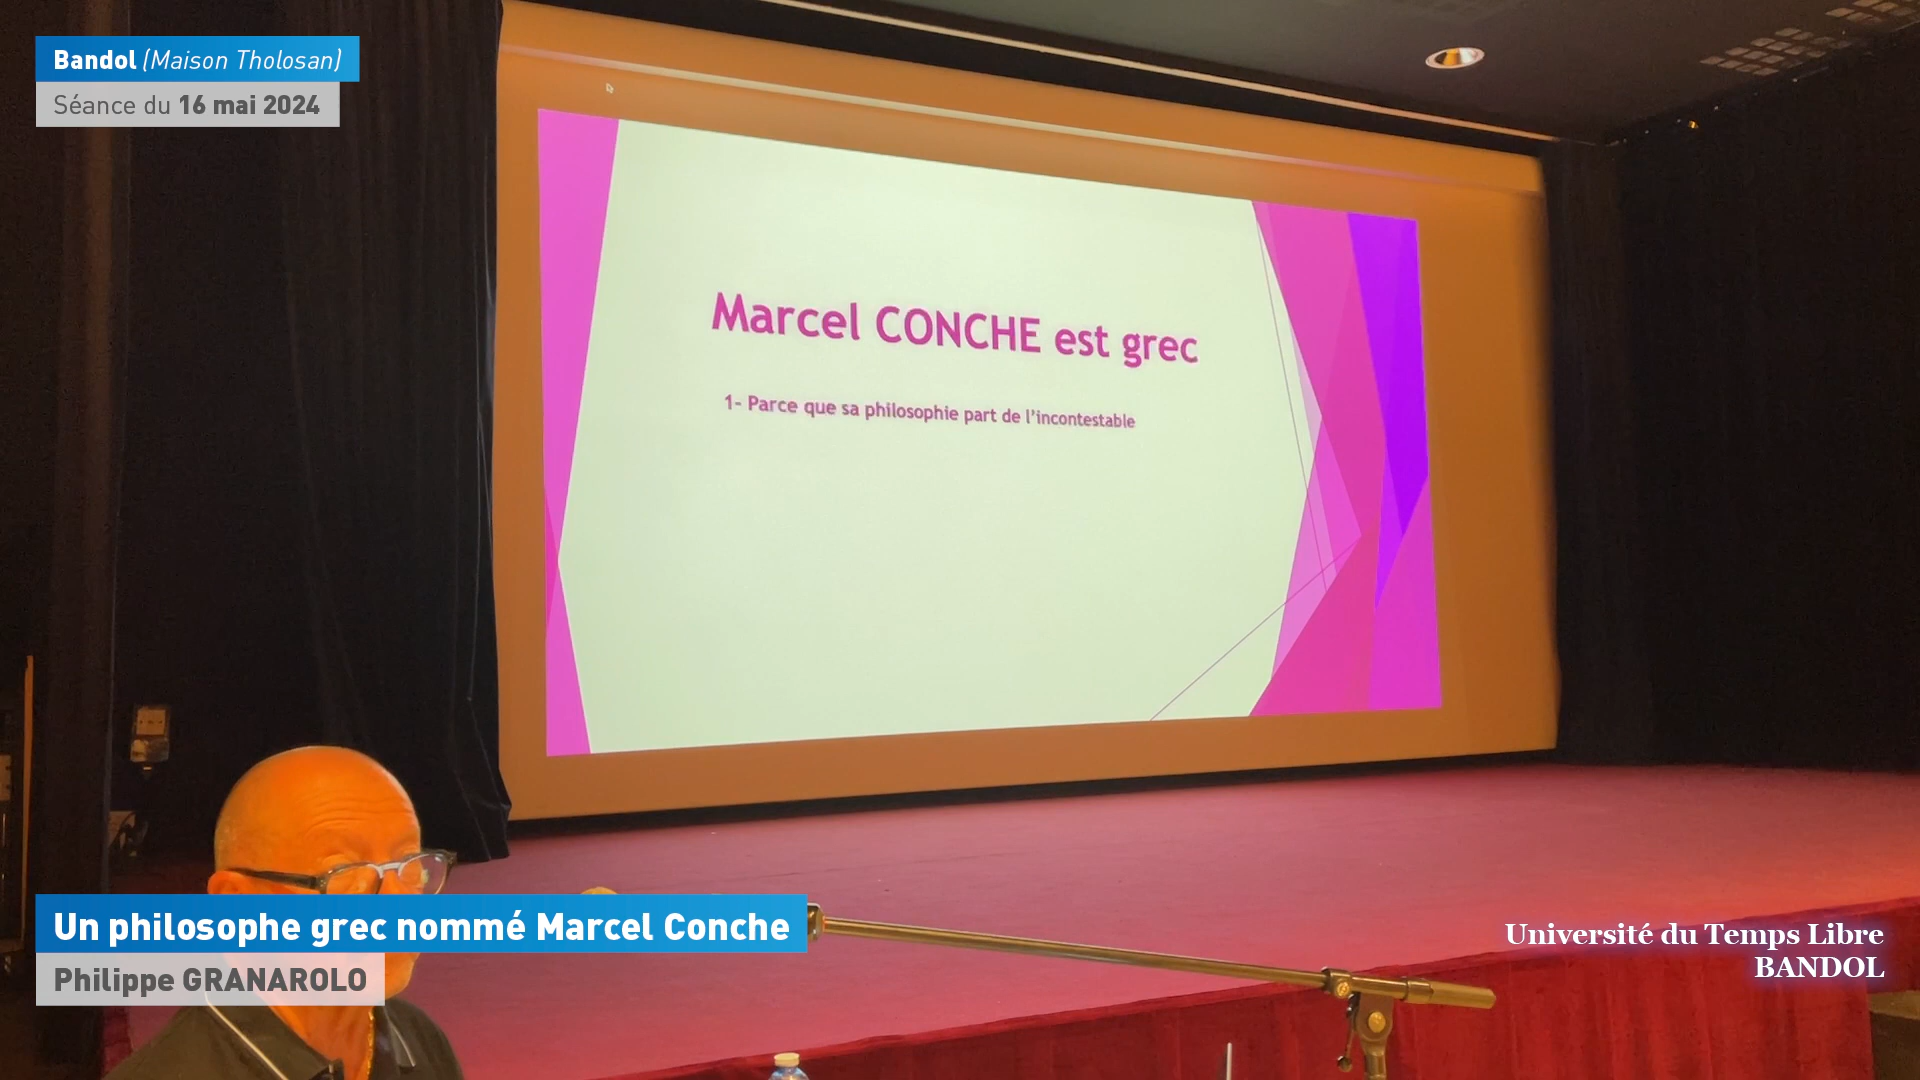 Bandol (Maison Tholosan)
Séance du 16 mai 2024
Marcel CONCHE est grec
1- Parce que sa philosophie part de l'incontestable
Un philosophe grec nommé Marcel Conche
Philippe GRANAROLO
Université du Temps Libre
BANDOL